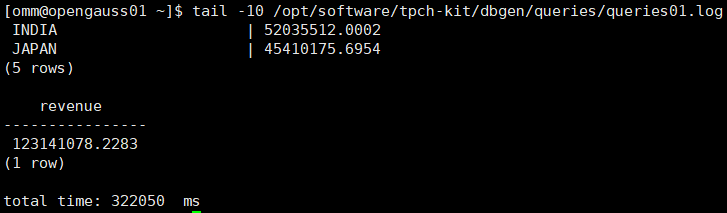 [omm@opengauss01 ~]$ tail -10 /opt/software/tpch-kit/dbgen/queries/queries01.log
 INDIA                     | 52035512.0002
 JAPAN                     | 45410175.6954
(5 rows)

    revenue
----------------
 123141078.2283
(1 row)

total time: 322050  ms